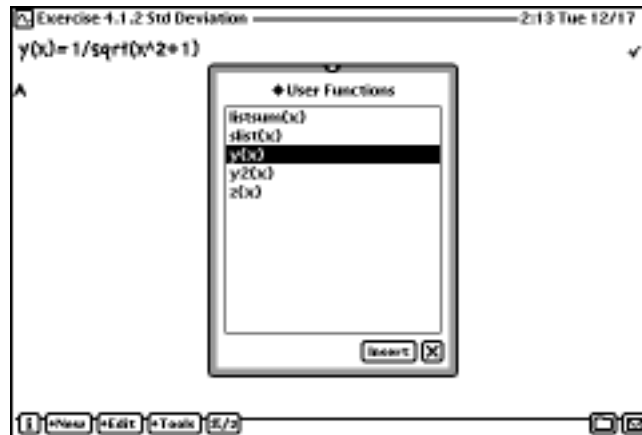 Exercise 4.1.2 Std Deviation
2:13 Tue 12/17
y(x)=1/sqrt(x^2+1)
A
User Functions
listsum(x)
slist(x)
y(x)
y2(x)
z(x)
Insert
X
i
New
Edit
Tools